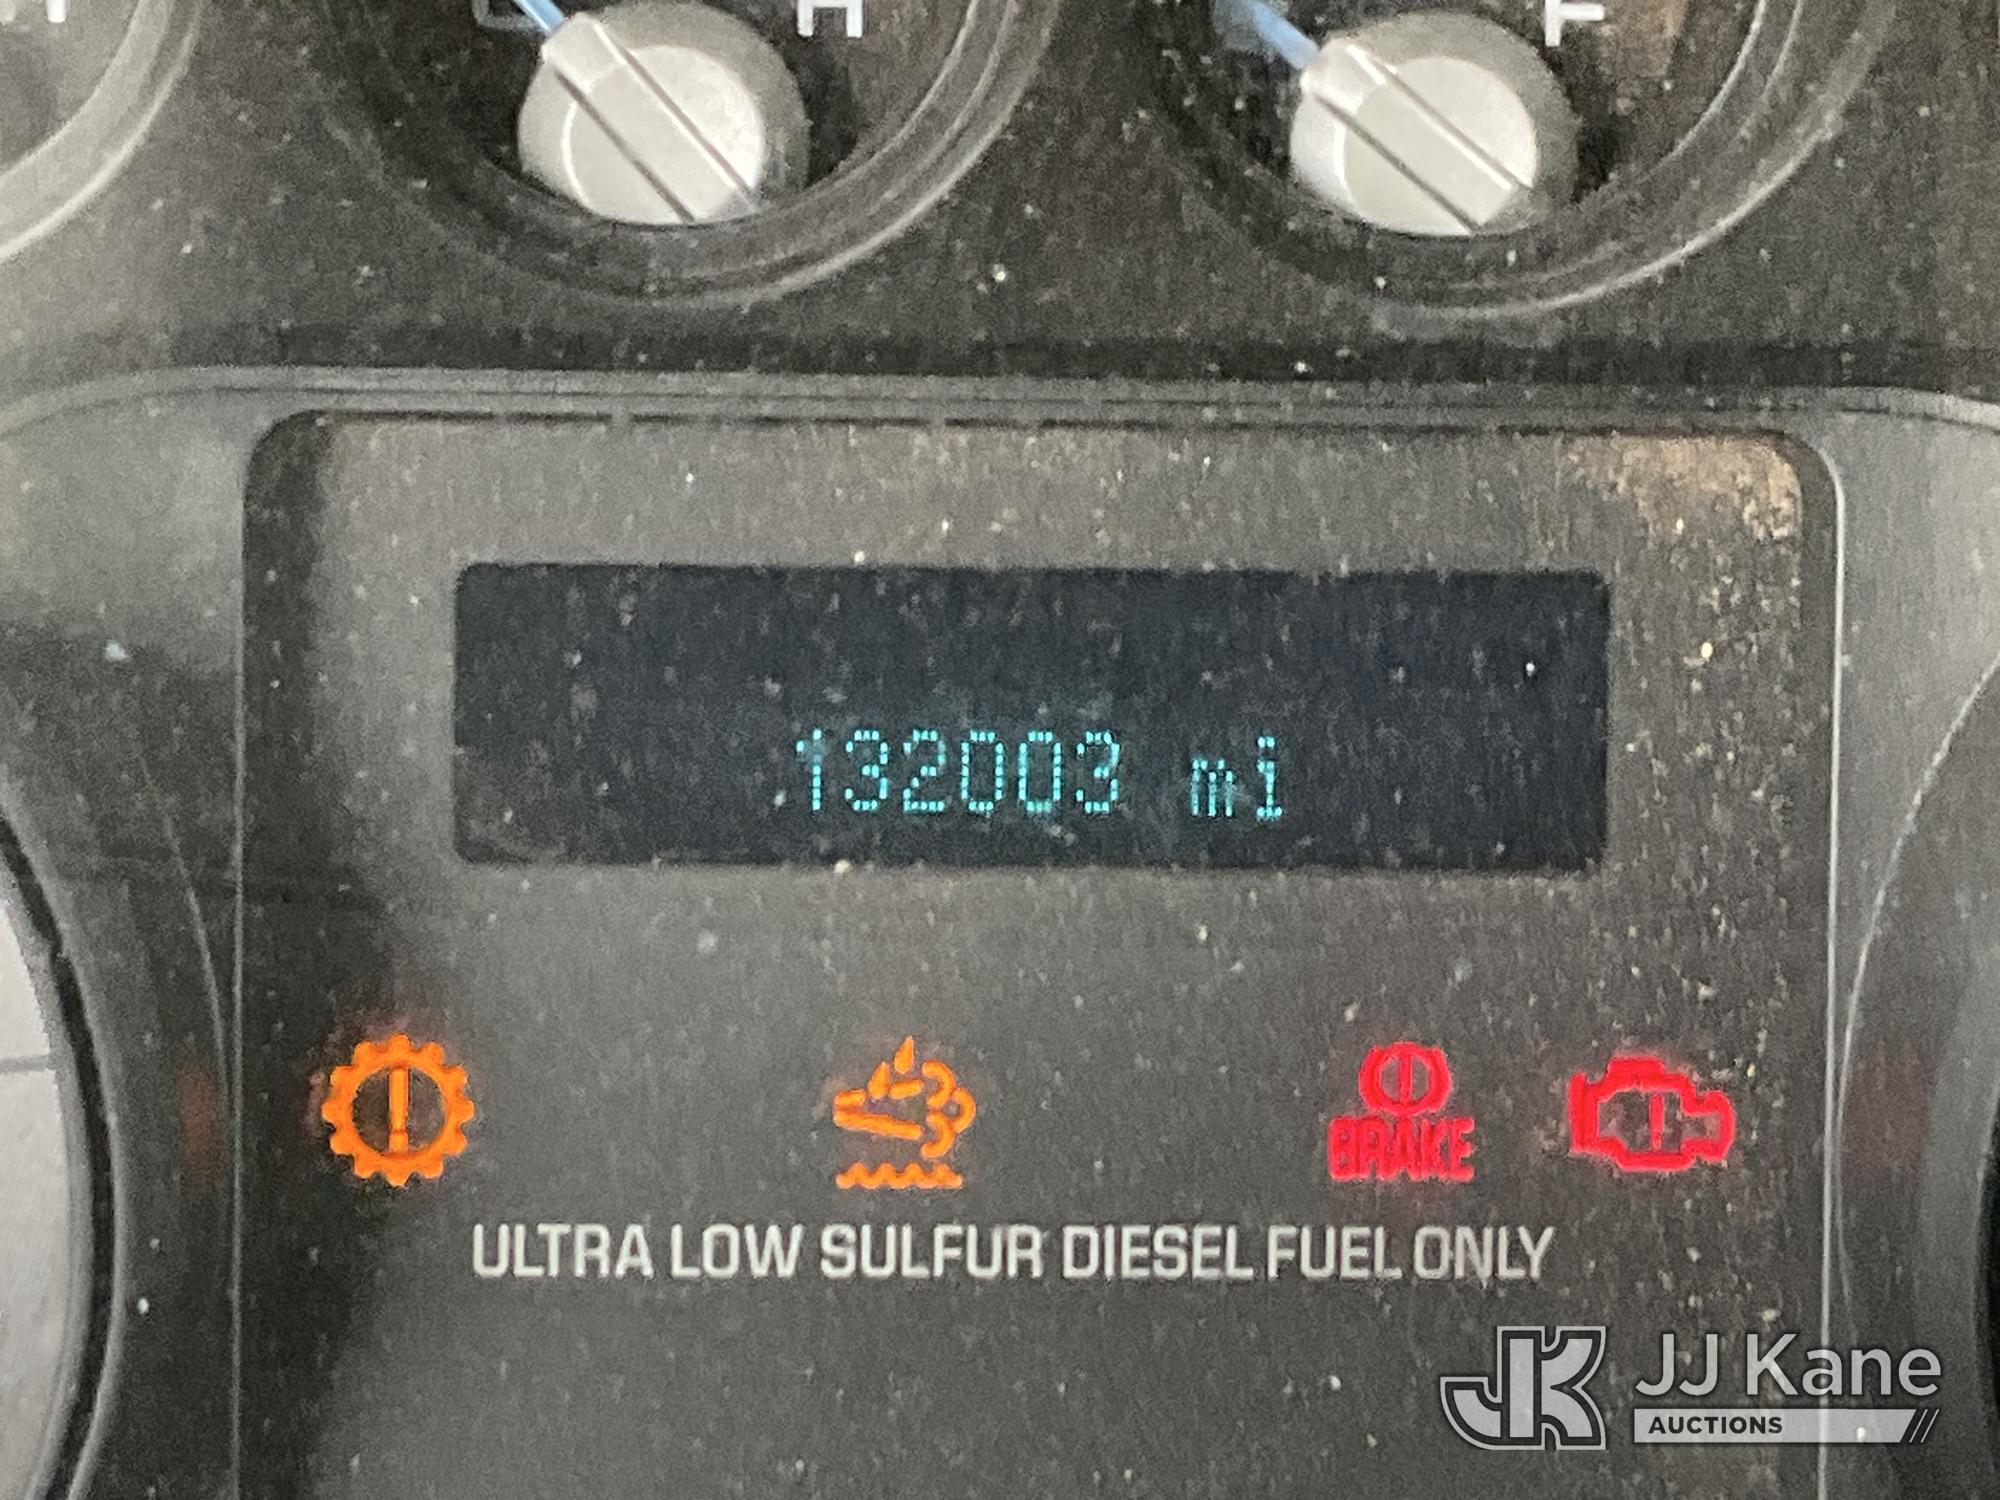 H
F
132003 mi
BRAKE
ULTRA LOW SULFUR DIESEL FUEL ONLY
JK JJ Kane
AUCTIONS